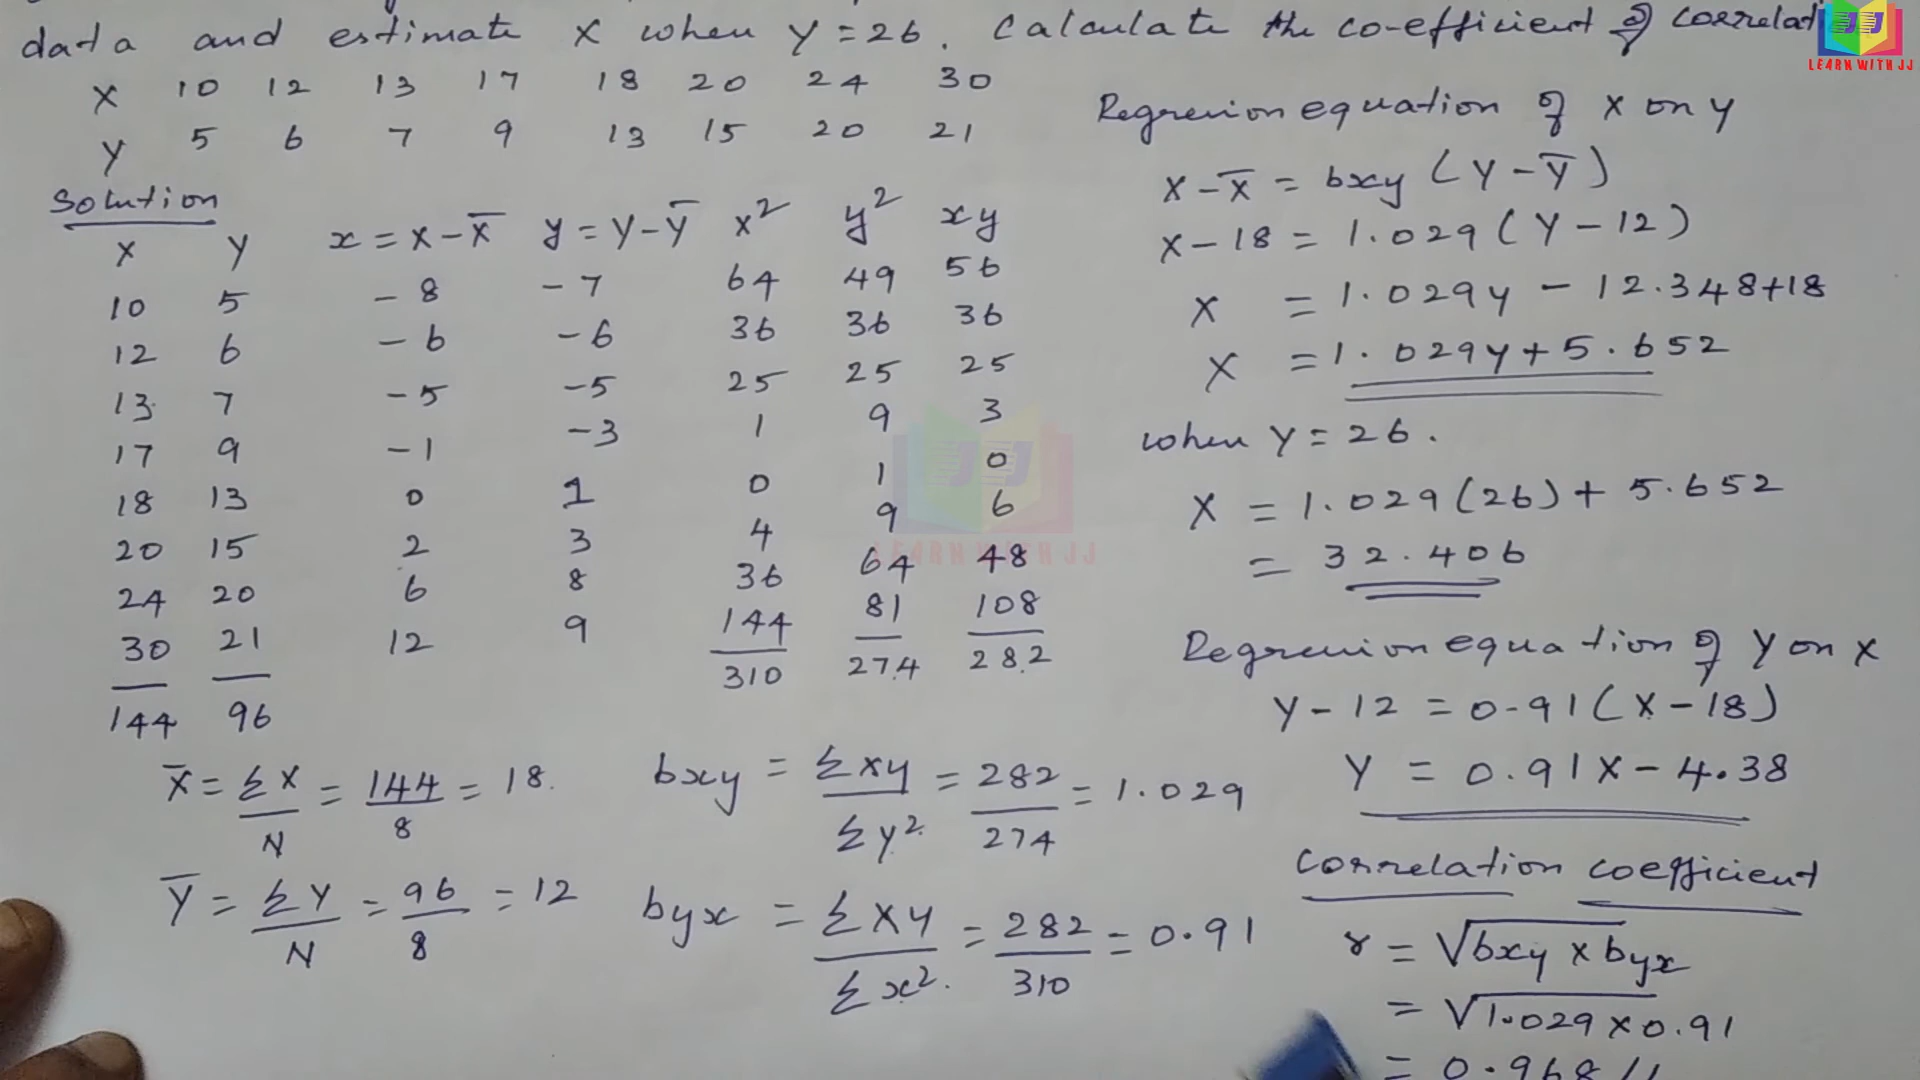 data and estimate X when Y = 26. Calculate the co-efficient of correlat
X 10 12 13 17 18 20 24 30
Y 5 6 7 9 13 15 20 21
Solution
X Y x = X - X̅ y = Y - Y̅ x² y² xy
10 5 -8 -7 64 49 56
12 6 -6 -6 36 36 36
13 7 -5 -5 25 25 25
17 9 -1 -3 1 9 3
18 13 0 1 0 1 0
20 15 2 3 4 9 6
24 20 6 8 36 64 48
30 21 12 9 144 81 108
144 96 310 274 282
X̅ = ΣX/N = 144/8 = 18.
Y̅ = ΣY/N = 96/8 = 12
bxy = Σxy/Σy² = 282/274 = 1.029
byx = Σxy/Σx² = 282/310 = 0.91
Regression equation of X on Y
X - X̅ = bxy (Y - Y̅)
X - 18 = 1.029 (Y - 12)
X = 1.029y - 12.348+18
X = 1.029y + 5.652
when Y = 26.
X = 1.029(26) + 5.652
= 32.406
Regression equation of Y on X
Y - 12 = 0.91 (X - 18)
Y = 0.91X - 4.38
Correlation coefficient
r = √bxy × byx
= √1.029 × 0.91
= 0.968//
JJ
LEARN WITH JJ
JJ
LEARN WITH JJ